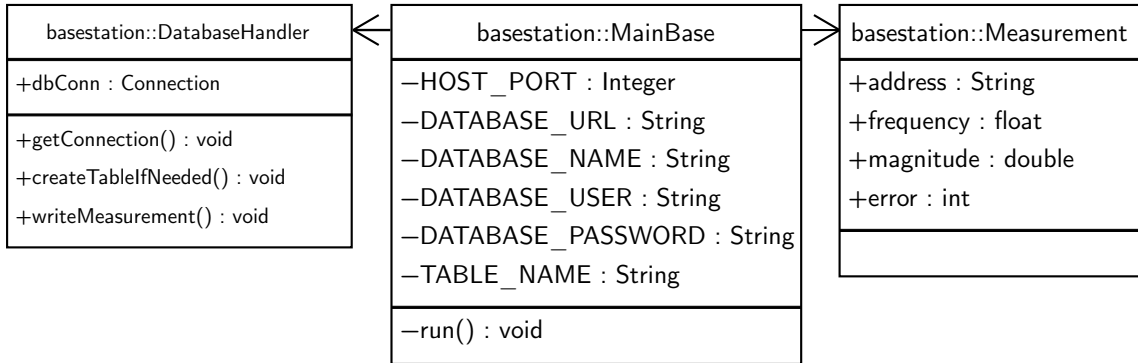 basestation::DatabaseHandler
+dbConn : Connection
+getConnection() : void
+createTableIfNeeded() : void
+writeMeasurement() : void
basestation::MainBase
−HOST_PORT : Integer
−DATABASE_URL : String
−DATABASE_NAME : String
−DATABASE_USER : String
−DATABASE_PASSWORD : String
−TABLE_NAME : String
−run() : void
basestation::Measurement
+address : String
+frequency : float
+magnitude : double
+error : int